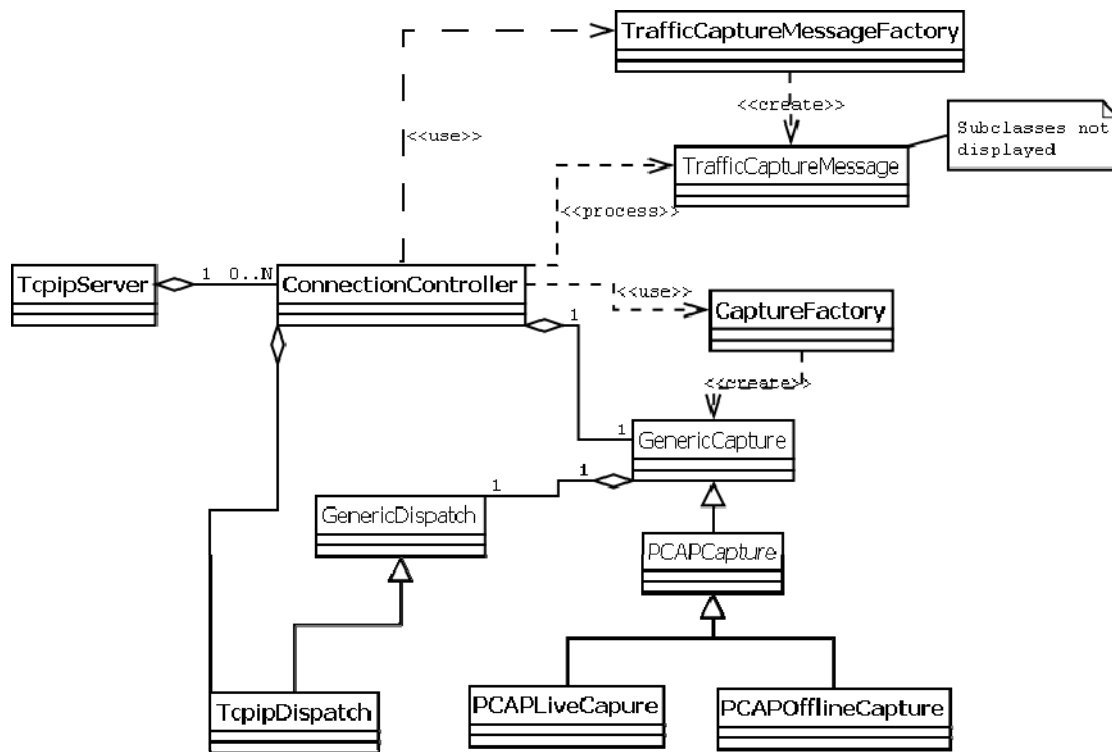 TrafficCaptureMessageFactory
<<create>>
<<use>>
Subclasses not
displayed
TrafficCaptureMessage
<<process>>
TcpipServer
1 0..N
ConnectionController
<<use>>
CaptureFactory
1
<<create>>
1
GenericCapture
1
1
GenericDispatch
PCAPCapture
TcpipDispatch
PCAPLiveCapure
PCAPOfflineCapture